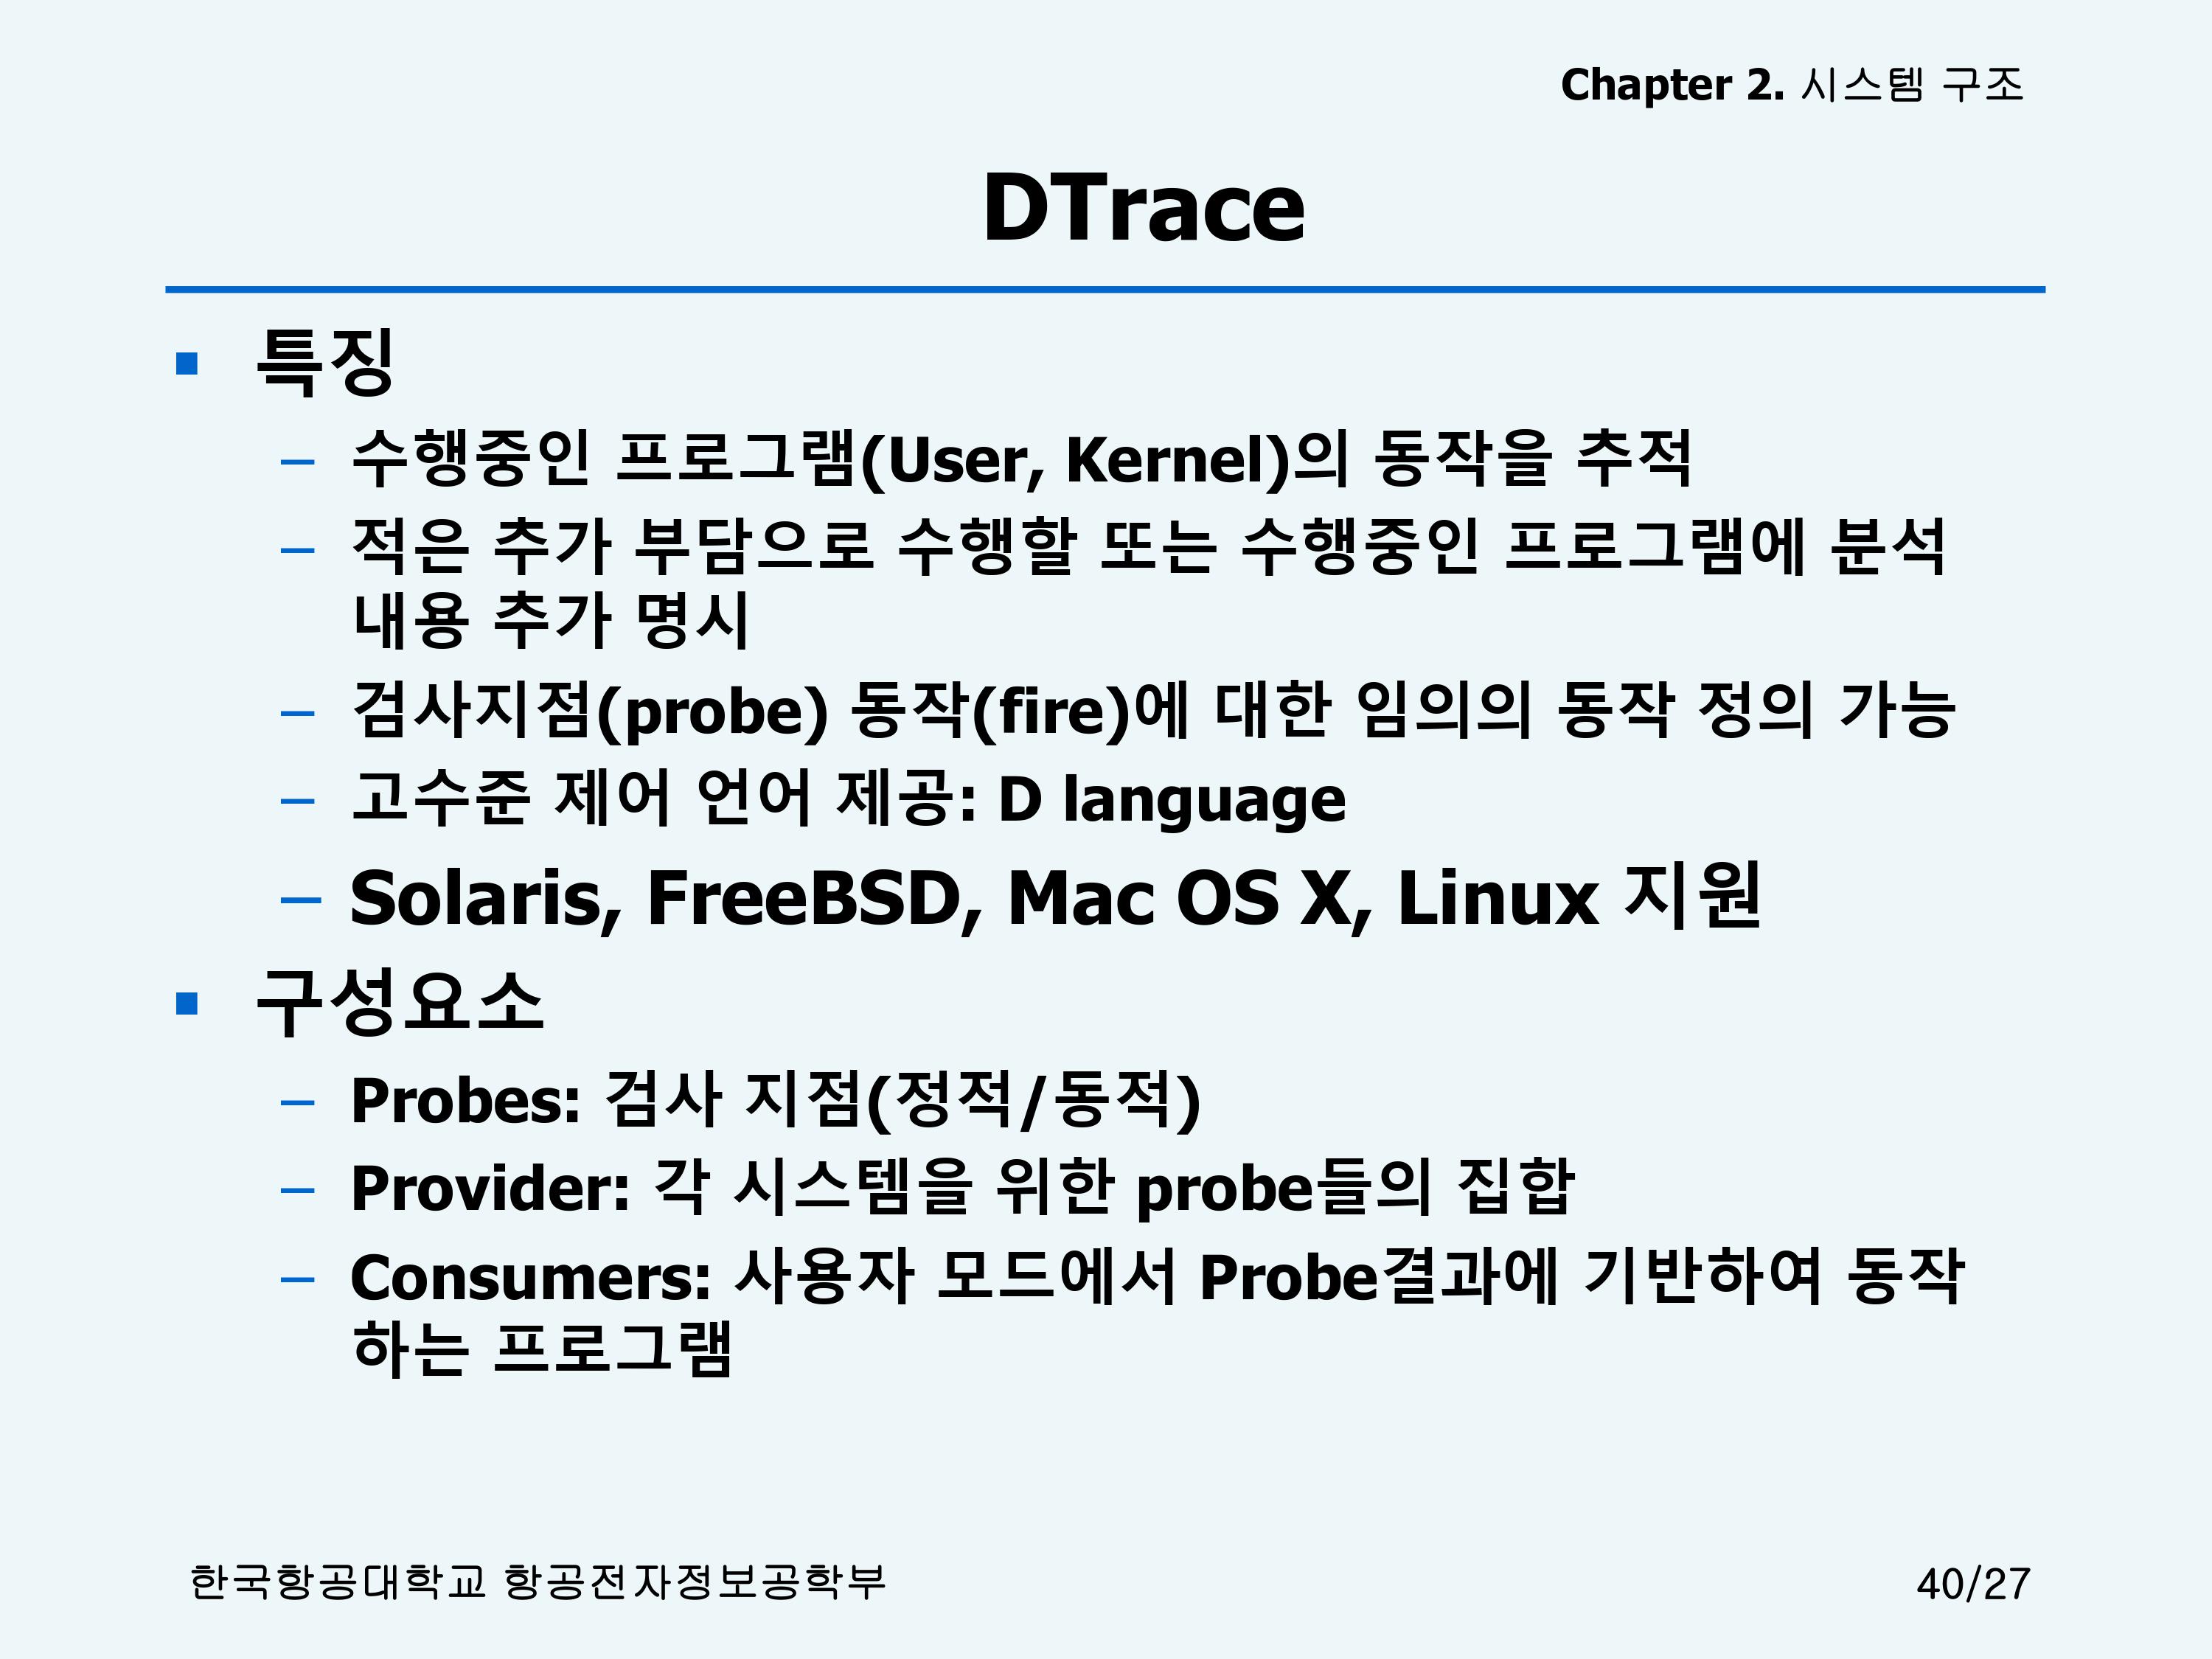 Chapter 2. 시스템 구조
DTrace
▪ 특징
– 수행중인 프로그램(User, Kernel)의 동작을 추적
– 적은 추가 부담으로 수행할 또는 수행중인 프로그램에 분석
내용 추가 명시
– 검사지점(probe) 동작(fire)에 대한 임의의 동작 정의 가능
– 고수준 제어 언어 제공: D language
– Solaris, FreeBSD, Mac OS X, Linux 지원
▪ 구성요소
– Probes: 검사 지점(정적/동적)
– Provider: 각 시스템을 위한 probe들의 집합
– Consumers: 사용자 모드에서 Probe결과에 기반하여 동작
하는 프로그램
한국항공대학교 항공전자정보공학부
40/27